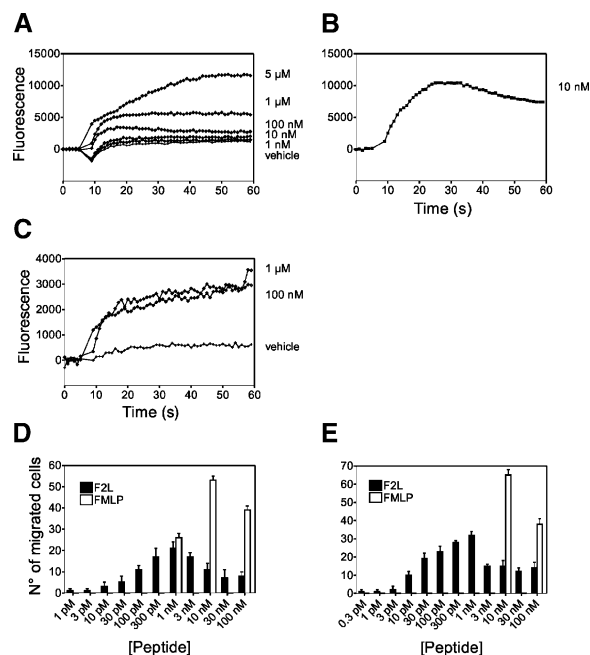 A
B
15000
10000
5000
0
-5000
Fluorescence
0 10 20 30 40 50 60
5 µM
1 µM
100 nM
10 nM
1 nM
vehicle
15000
10000
5000
0
-5000
0 10 20 30 40 50 60
Time (s)
10 nM
C
4000
3000
2000
1000
0
Fluorescence
0 10 20 30 40 50 60
Time (s)
1 µM
100 nM
vehicle
D
E
60
50
40
30
20
10
0
N° of migrated cells
F2L
FMLP
1 pM 3 pM 10 pM 30 pM 100 pM 300 pM 1 nM 3 nM 10 nM 30 nM 100 nM
[Peptide]
70
60
50
40
30
20
10
0
F2L
FMLP
0.3 pM 1 pM 3 pM 10 pM 30 pM 100 pM 300 pM 1 nM 3 nM 10 nM 30 nM 100 nM
[Peptide]